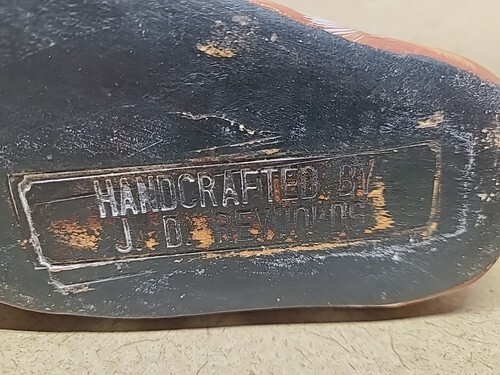 HANDCRAFTED BY
J. D. REYNOLDS